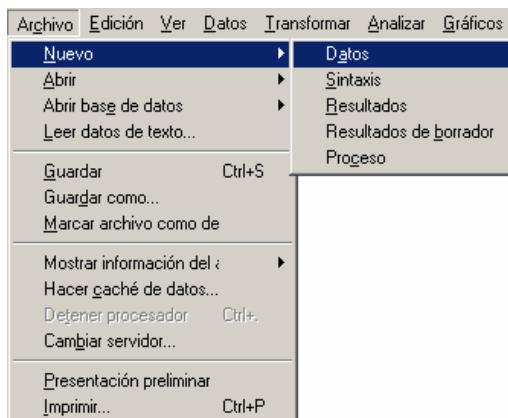 Archivo Edición Ver Datos Transformar Analizar Gráficos
Nuevo
Datos
Abrir
Sintaxis
Abrir base de datos
Resultados
Leer datos de texto...
Resultados de borrador
Proceso
Guardar Ctrl+S
Guardar como...
Marcar archivo como de
Mostrar información del
Hacer caché de datos...
Detener procesador Ctrl+.
Cambiar servidor...
Presentación preliminar
Imprimir... Ctrl+P